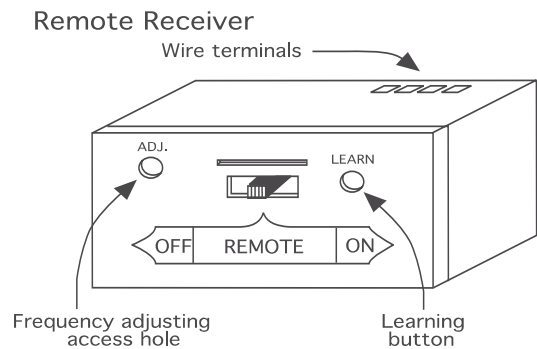 Remote Receiver
Wire terminals
ADJ.
LEARN
OFF
REMOTE
ON
Frequency adjusting
access hole
Learning
button